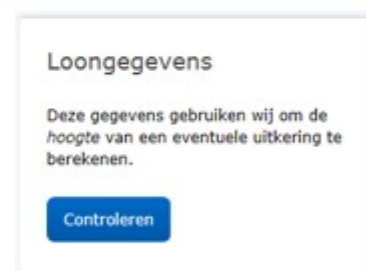 Loongegevens
Deze gegevens gebruiken wij om de
hoogte van een eventuele uitkering te
berekenen.
Controleren